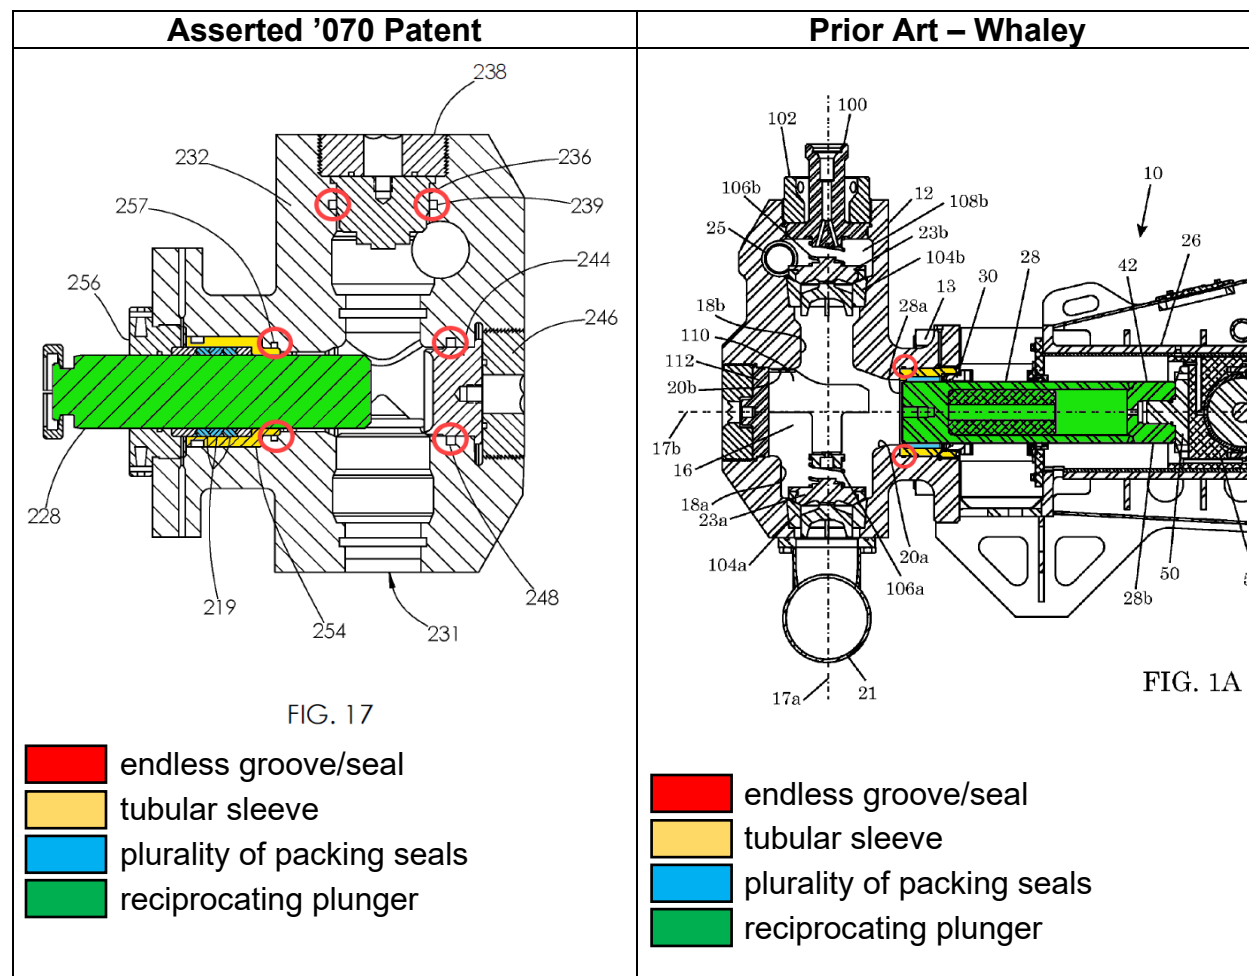 Asserted ’070 Patent
238
232
236
257
239
256
244
246
228
219
254
231
248
FIG. 17
endless groove/seal
tubular sleeve
plurality of packing seals
reciprocating plunger
Prior Art – Whaley
100
102
106b
12
10
25
108b
23b
26
28
42
104b
13
30
18b
28a
110
112
20b
17b
16
18a
23a
20a
104a
106a
50
28b
21
17a
FIG. 1A
endless groove/seal
tubular sleeve
plurality of packing seals
reciprocating plunger